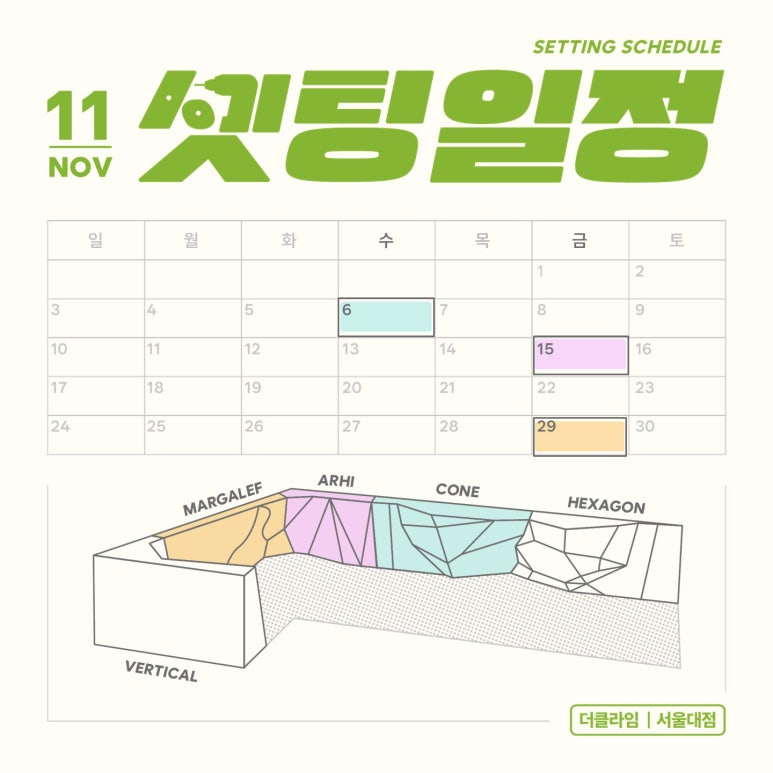 SETTING SCHEDULE
11
NOV
셋팅일정
일 월 화 수 목 금 토
1 2
3 4 5 6 7 8 9
10 11 12 13 14 15 16
17 18 19 20 21 22 23
24 25 26 27 28 29 30
MARGALEF
ARHI
CONE
HEXAGON
VERTICAL
더클라임 | 서울대점